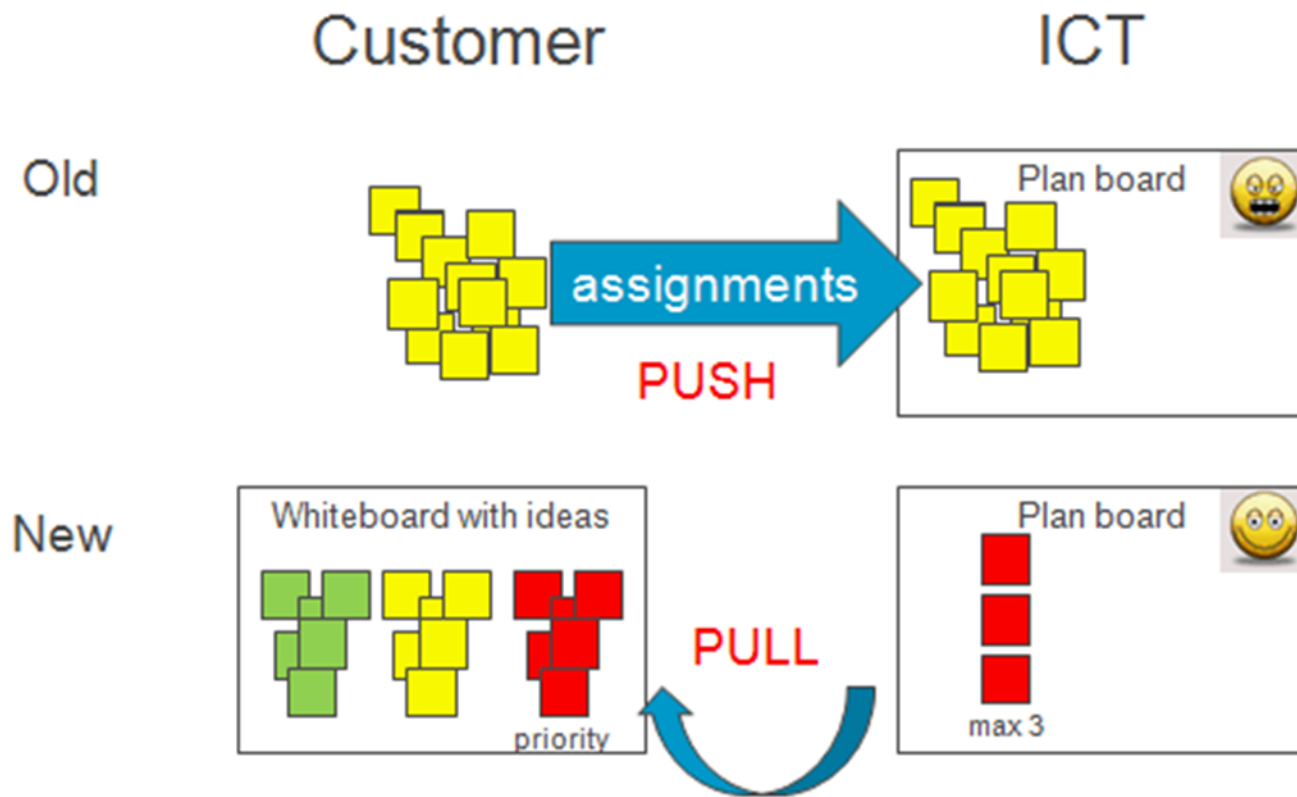 Customer
ICT
Old
Plan board
assignments
PUSH
New
Whiteboard with ideas
Plan board
PULL
priority
max 3